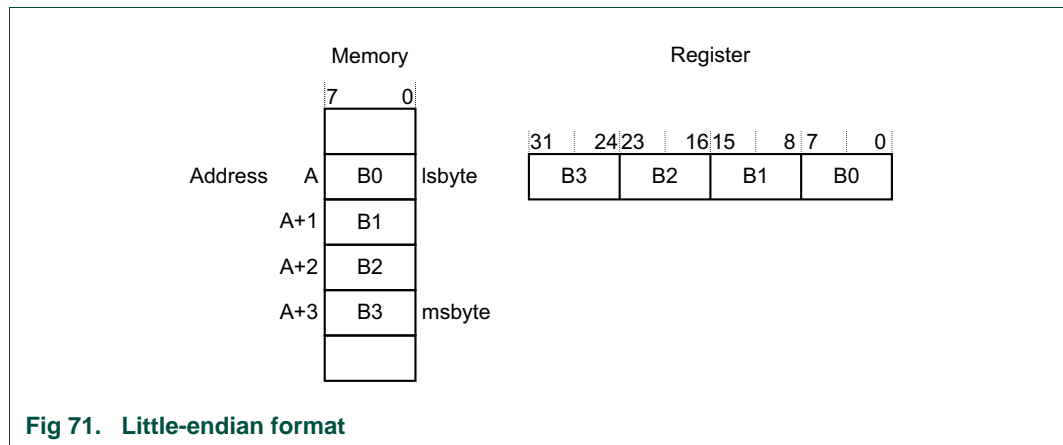 Memory
Register
7 0
31 24 23 16 15 8 7 0
Address A B0 lsbyte
B3 B2 B1 B0
A+1 B1
A+2 B2
A+3 B3 msbyte
Fig 71. Little-endian format